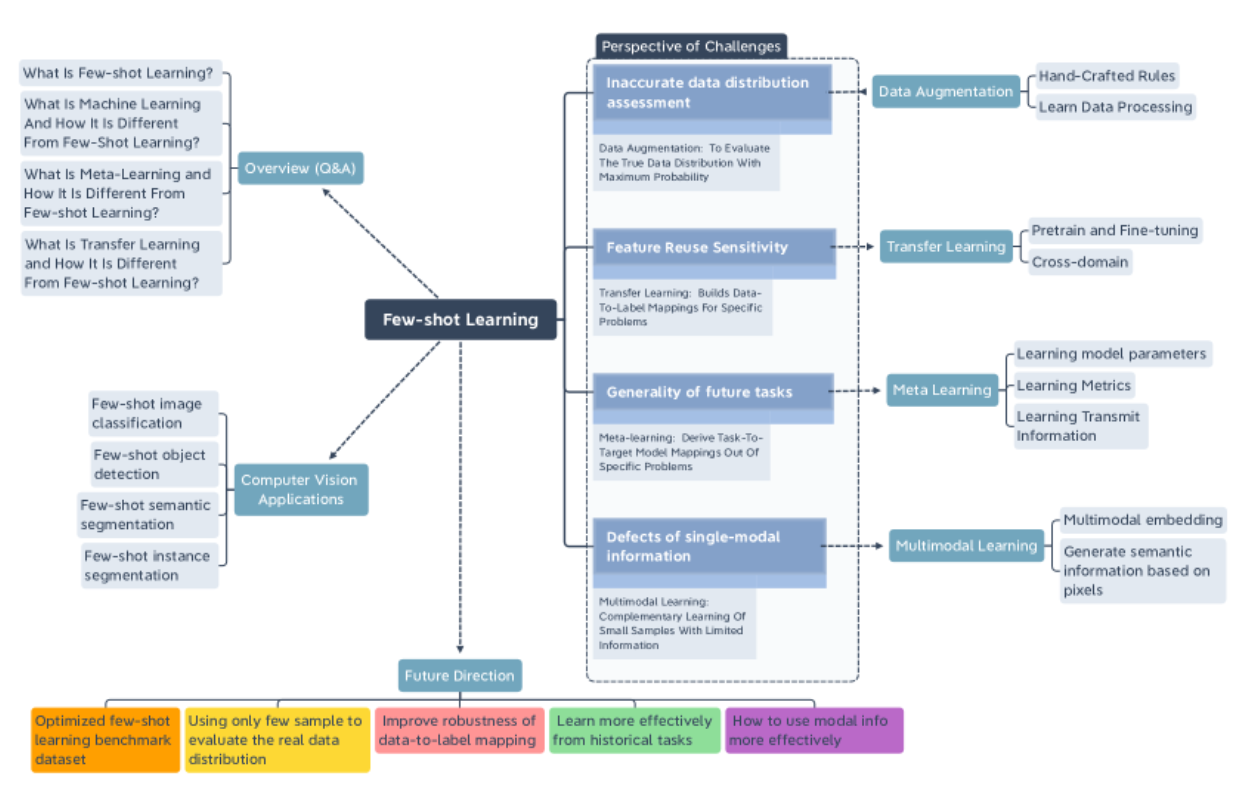 What Is Few-shot Learning?
What Is Machine Learning
And How It Is Different
From Few-Shot Learning?
What Is Meta-Learning and
How It Is Different From
Few-shot Learning?
What Is Transfer Learning
and How It Is Different
From Few-shot Learning?
Overview (Q&A)
Few-shot Learning
Few-shot image
classification
Few-shot object
detection
Few-shot semantic
segmentation
Few-shot instance
segmentation
Computer Vision
Applications
Perspective of Challenges
Inaccurate data distribution
assessment
Data Augmentation: To Evaluate
The True Data Distribution With
Maximum Probability
Data Augmentation
Hand-Crafted Rules
Learn Data Processing
Feature Reuse Sensitivity
Transfer Learning: Builds Data-
To-Label Mappings For Specific
Problems
Transfer Learning
Pretrain and Fine-tuning
Cross-domain
Generality of future tasks
Meta-learning: Derive Task-To-
Target Model Mappings Out Of
Specific Problems
Meta Learning
Learning model parameters
Learning Metrics
Learning Transmit
Information
Defects of single-modal
information
Multimodal Learning:
Complementary Learning Of
Small Samples With Limited
Information
Multimodal Learning
Multimodal embedding
Generate semantic
information based on
pixels
Future Direction
Optimized few-shot
learning benchmark
dataset
Using only few sample to
evaluate the real data
distribution
Improve robustness of
data-to-label mapping
Learn more effectively
from historical tasks
How to use modal info
more effectively